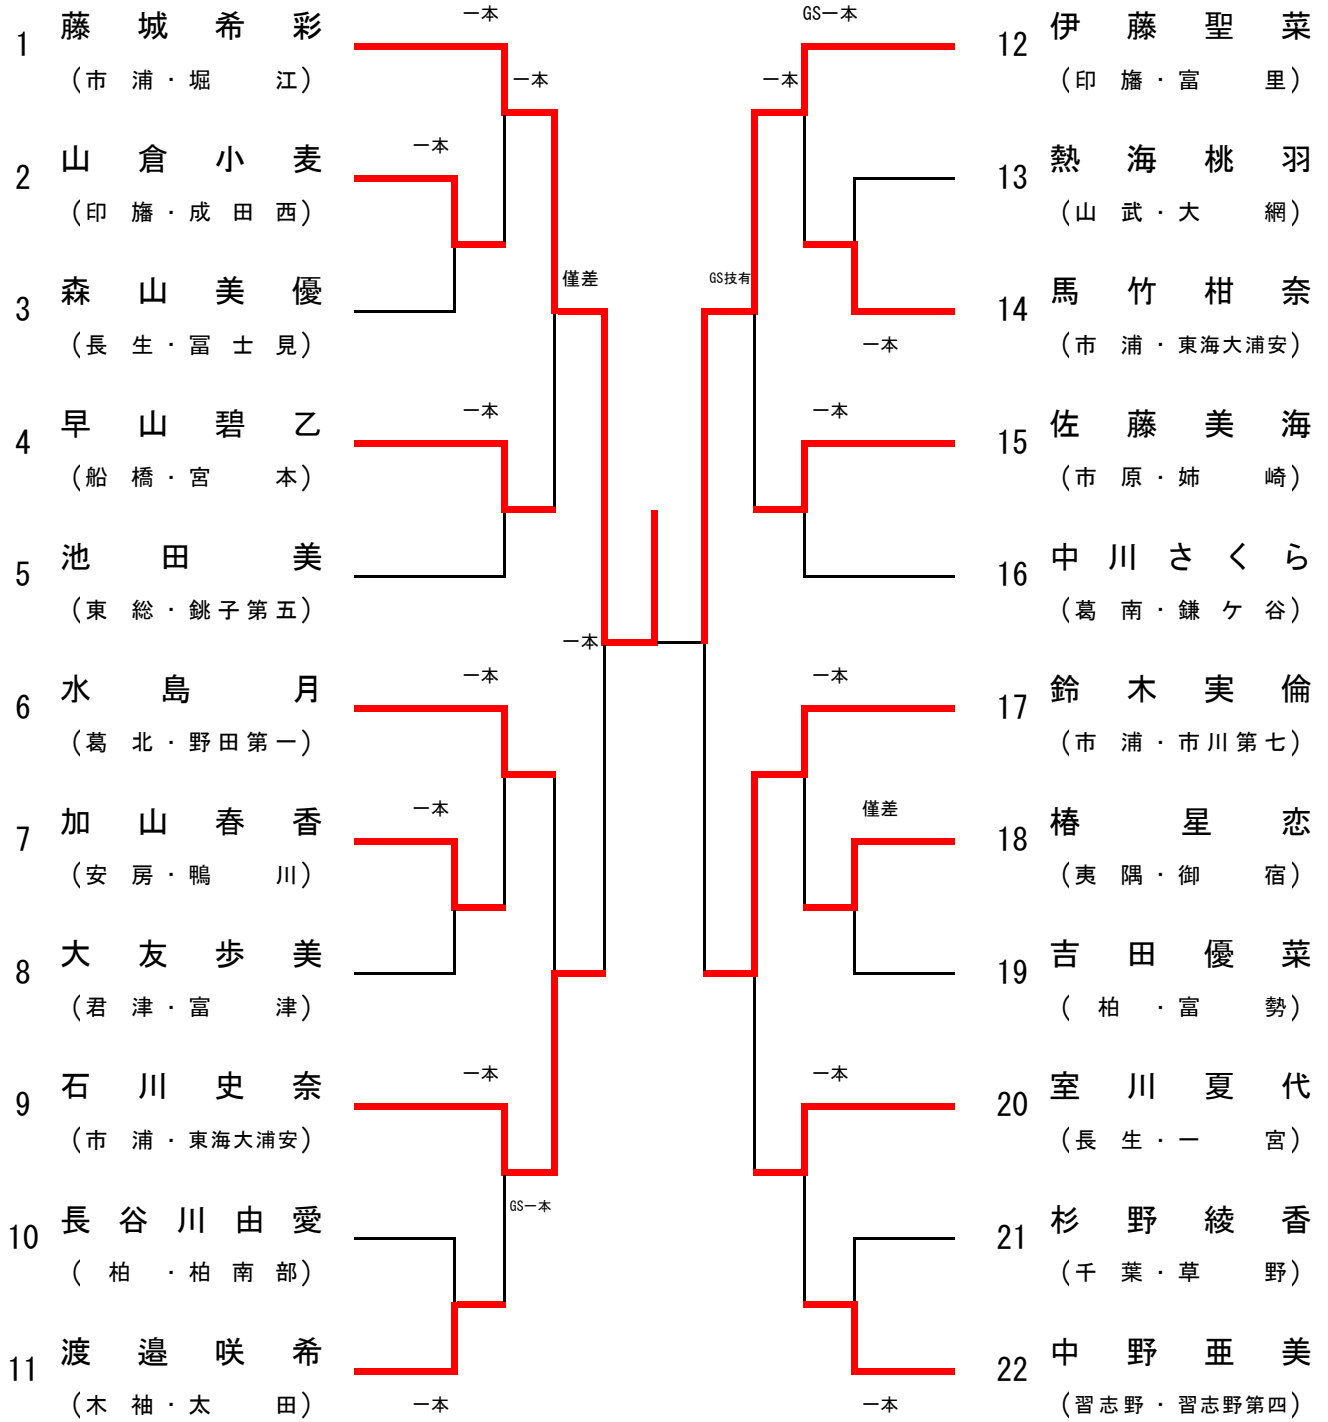 一本
1 藤城希彩
(市浦・堀江)
一本
2 山倉小麦
(印旛・成田西)
一本
3 森山美優
(長生・冨士見)
僅差
4 早山碧乙
(船橋・宮本)
一本
5 池田美
(東総・銚子第五)
一本
6 水島月
(葛北・野田第一)
一本
7 加山春香
(安房・鴨川)
一本
8 大友歩美
(君津・富津)
9 石川史奈
(市浦・東海大浦安)
一本
GS一本
10 長谷川由愛
(柏・柏南部)
11 渡邉咲希
(木袖・太田)
一本
GS一本
12 伊藤聖菜
(印旛・富里)
一本
13 熱海桃羽
(山武・大網)
GS技有
14 馬竹柑奈
(市浦・東海大浦安)
一本
15 佐藤美海
(市原・姉崎)
一本
16 中川さくら
(葛南・鎌ケ谷)
17 鈴木実倫
(市浦・市川第七)
一本
18 椿星恋
(夷隅・御宿)
僅差
19 吉田優菜
(柏・富勢)
20 室川夏代
(長生・一宮)
一本
21 杉野綾香
(千葉・草野)
22 中野亜美
(習志野・習志野第四)
一本